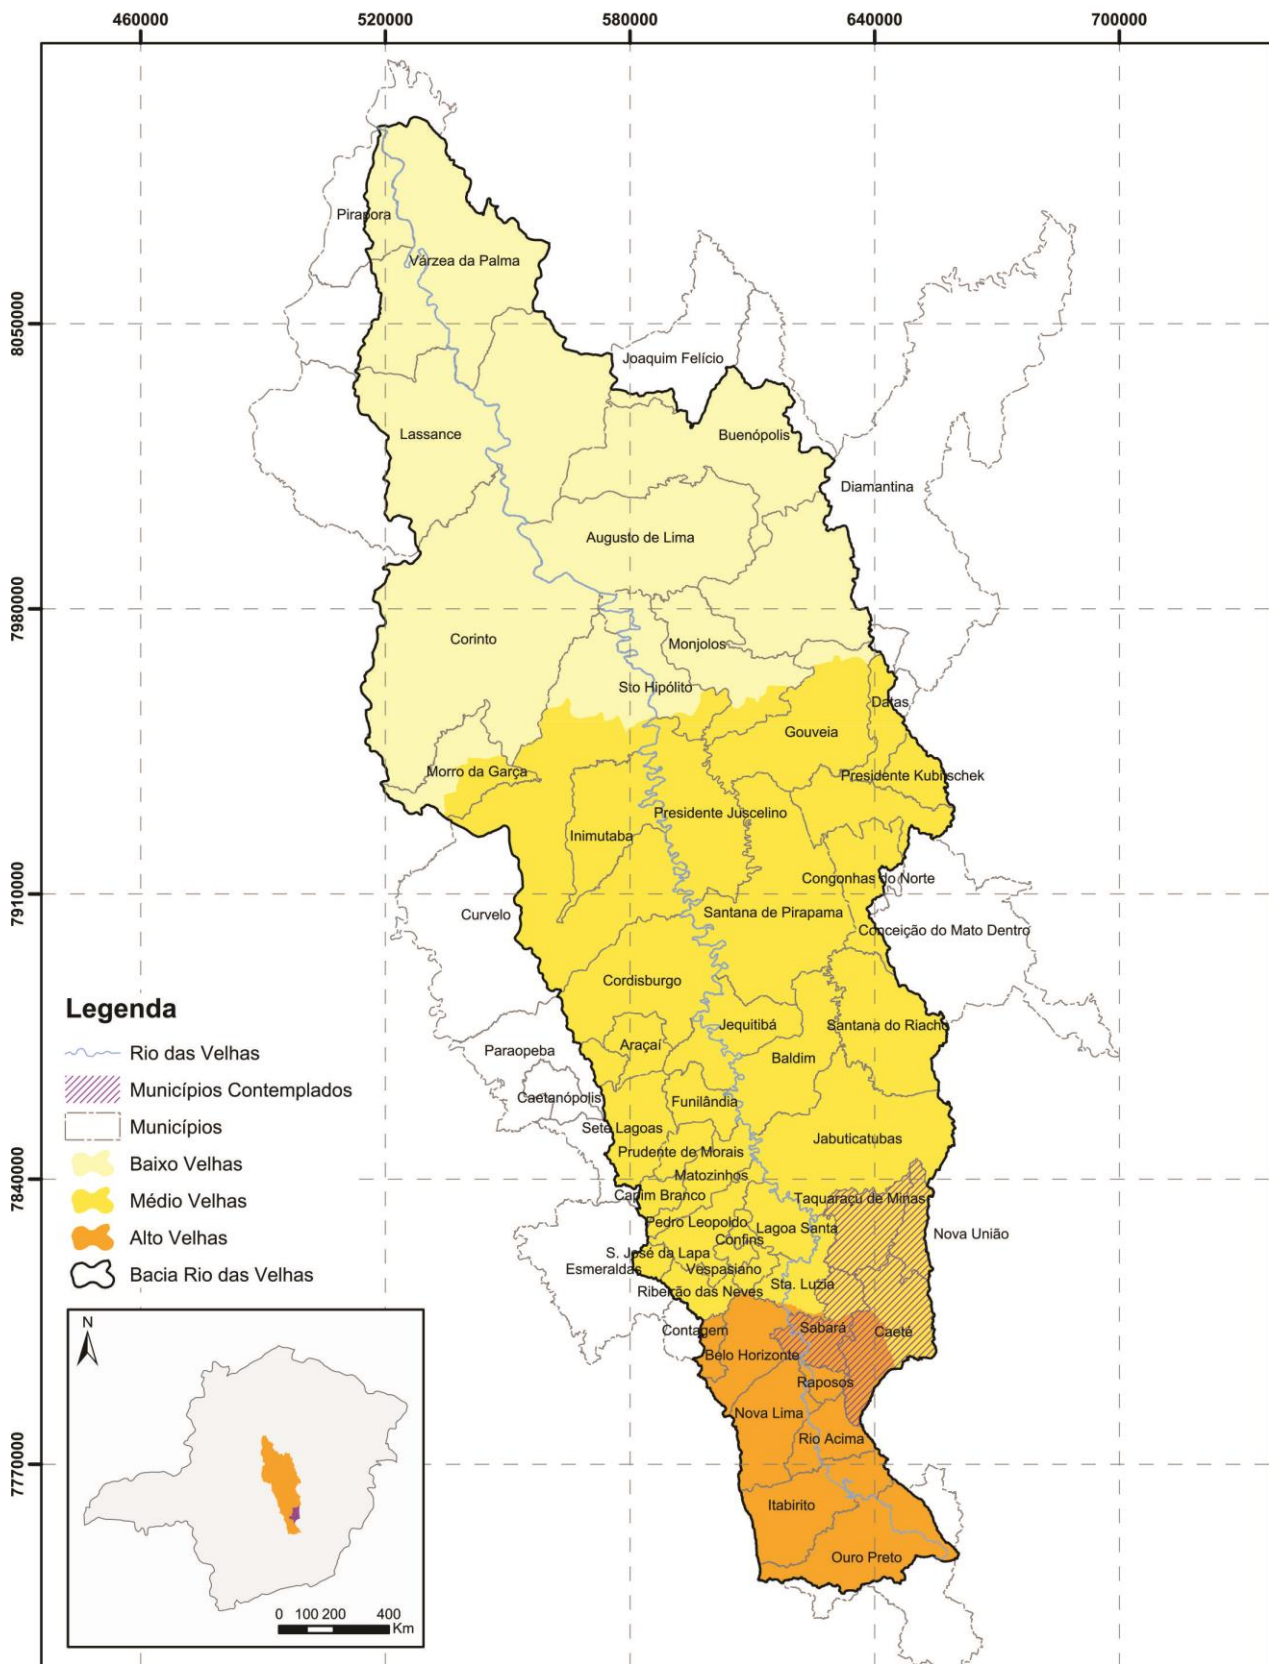 460000 520000 580000 640000 700000
8050000
7980000
7910000
7840000
7770000
Pirapora
Várzea da Palma
Joaquim Felício
Lassance
Buenópolis
Diamantina
Augusto de Lima
Corinto
Monjolos
Sto Hipólito
Datas
Gouveia
Morro da Garça
Presidente Kubitschek
Presidente Juscelino
Inimutaba
Congonhas do Norte
Curvelo
Santana de Pirapama
Conceição do Mato Dentro
Cordisburgo
Jequitibá
Santana do Riacho
Araçaí
Paraopeba
Baldim
Caetanópolis
Funilândia
Sete Lagoas
Jabuticatubas
Prudente de Morais
Matozinhos
Capim Branco
Taquaraçu de Minas
Pedro Leopoldo
Lagoa Santa
Nova União
Confins
S. José da Lapa
Esmeraldas
Vespasiano
Sta. Luzia
Ribeirão das Neves
Contagem
Sabará
Caeté
Belo Horizonte
Raposos
Nova Lima
Rio Acima
Itabirito
Ouro Preto
Legenda
Rio das Velhas
Municípios Contemplados
Municípios
Baixo Velhas
Médio Velhas
Alto Velhas
Bacia Rio das Velhas
N
0 100 200 400
Km